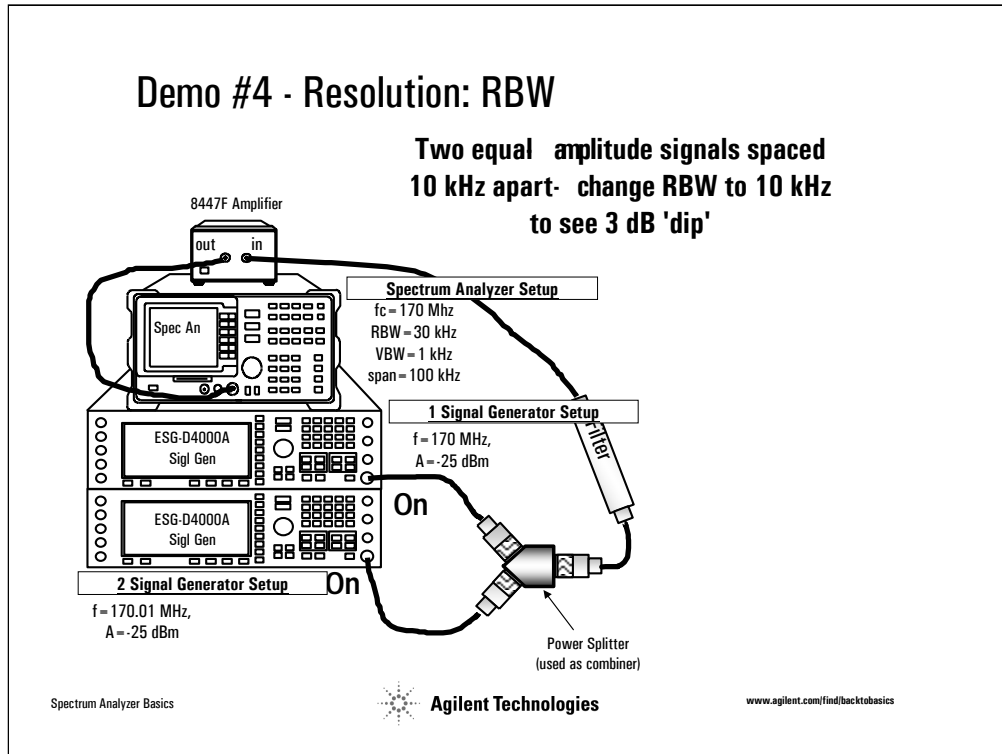 Demo #4 - Resolution: RBW
Two equal amplitude signals spaced
10 kHz apart- change RBW to 10 kHz
to see 3 dB 'dip'
8447F Amplifier
out in
Spec An
Spectrum Analyzer Setup
fc=170 Mhz
RBW=30 kHz
VBW=1 kHz
span=100 kHz
1 Signal Generator Setup
f=170 MHz,
A=-25 dBm
Filter
ESG-D4000A
Sigl Gen
On
ESG-D4000A
Sigl Gen
On
2 Signal Generator Setup
f=170.01 MHz,
A=-25 dBm
Power Splitter
(used as combiner)
Spectrum Analyzer Basics
Agilent Technologies
www.agilent.com/find/backtobasics